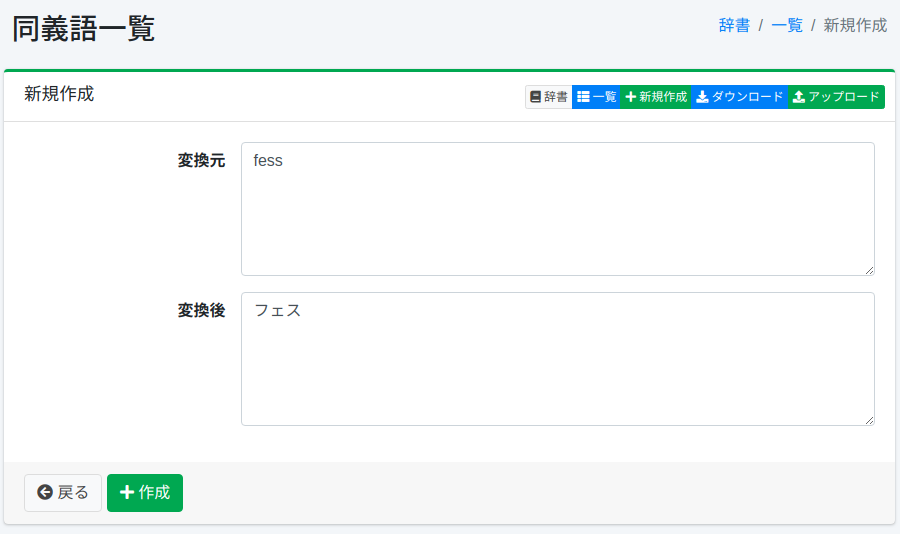 同義語一覧
辞書 / 一覧 / 新規作成
新規作成
辞書 一覧 新規作成 ダウンロード アップロード
変換元 fess
変換後 フェス
戻る 作成